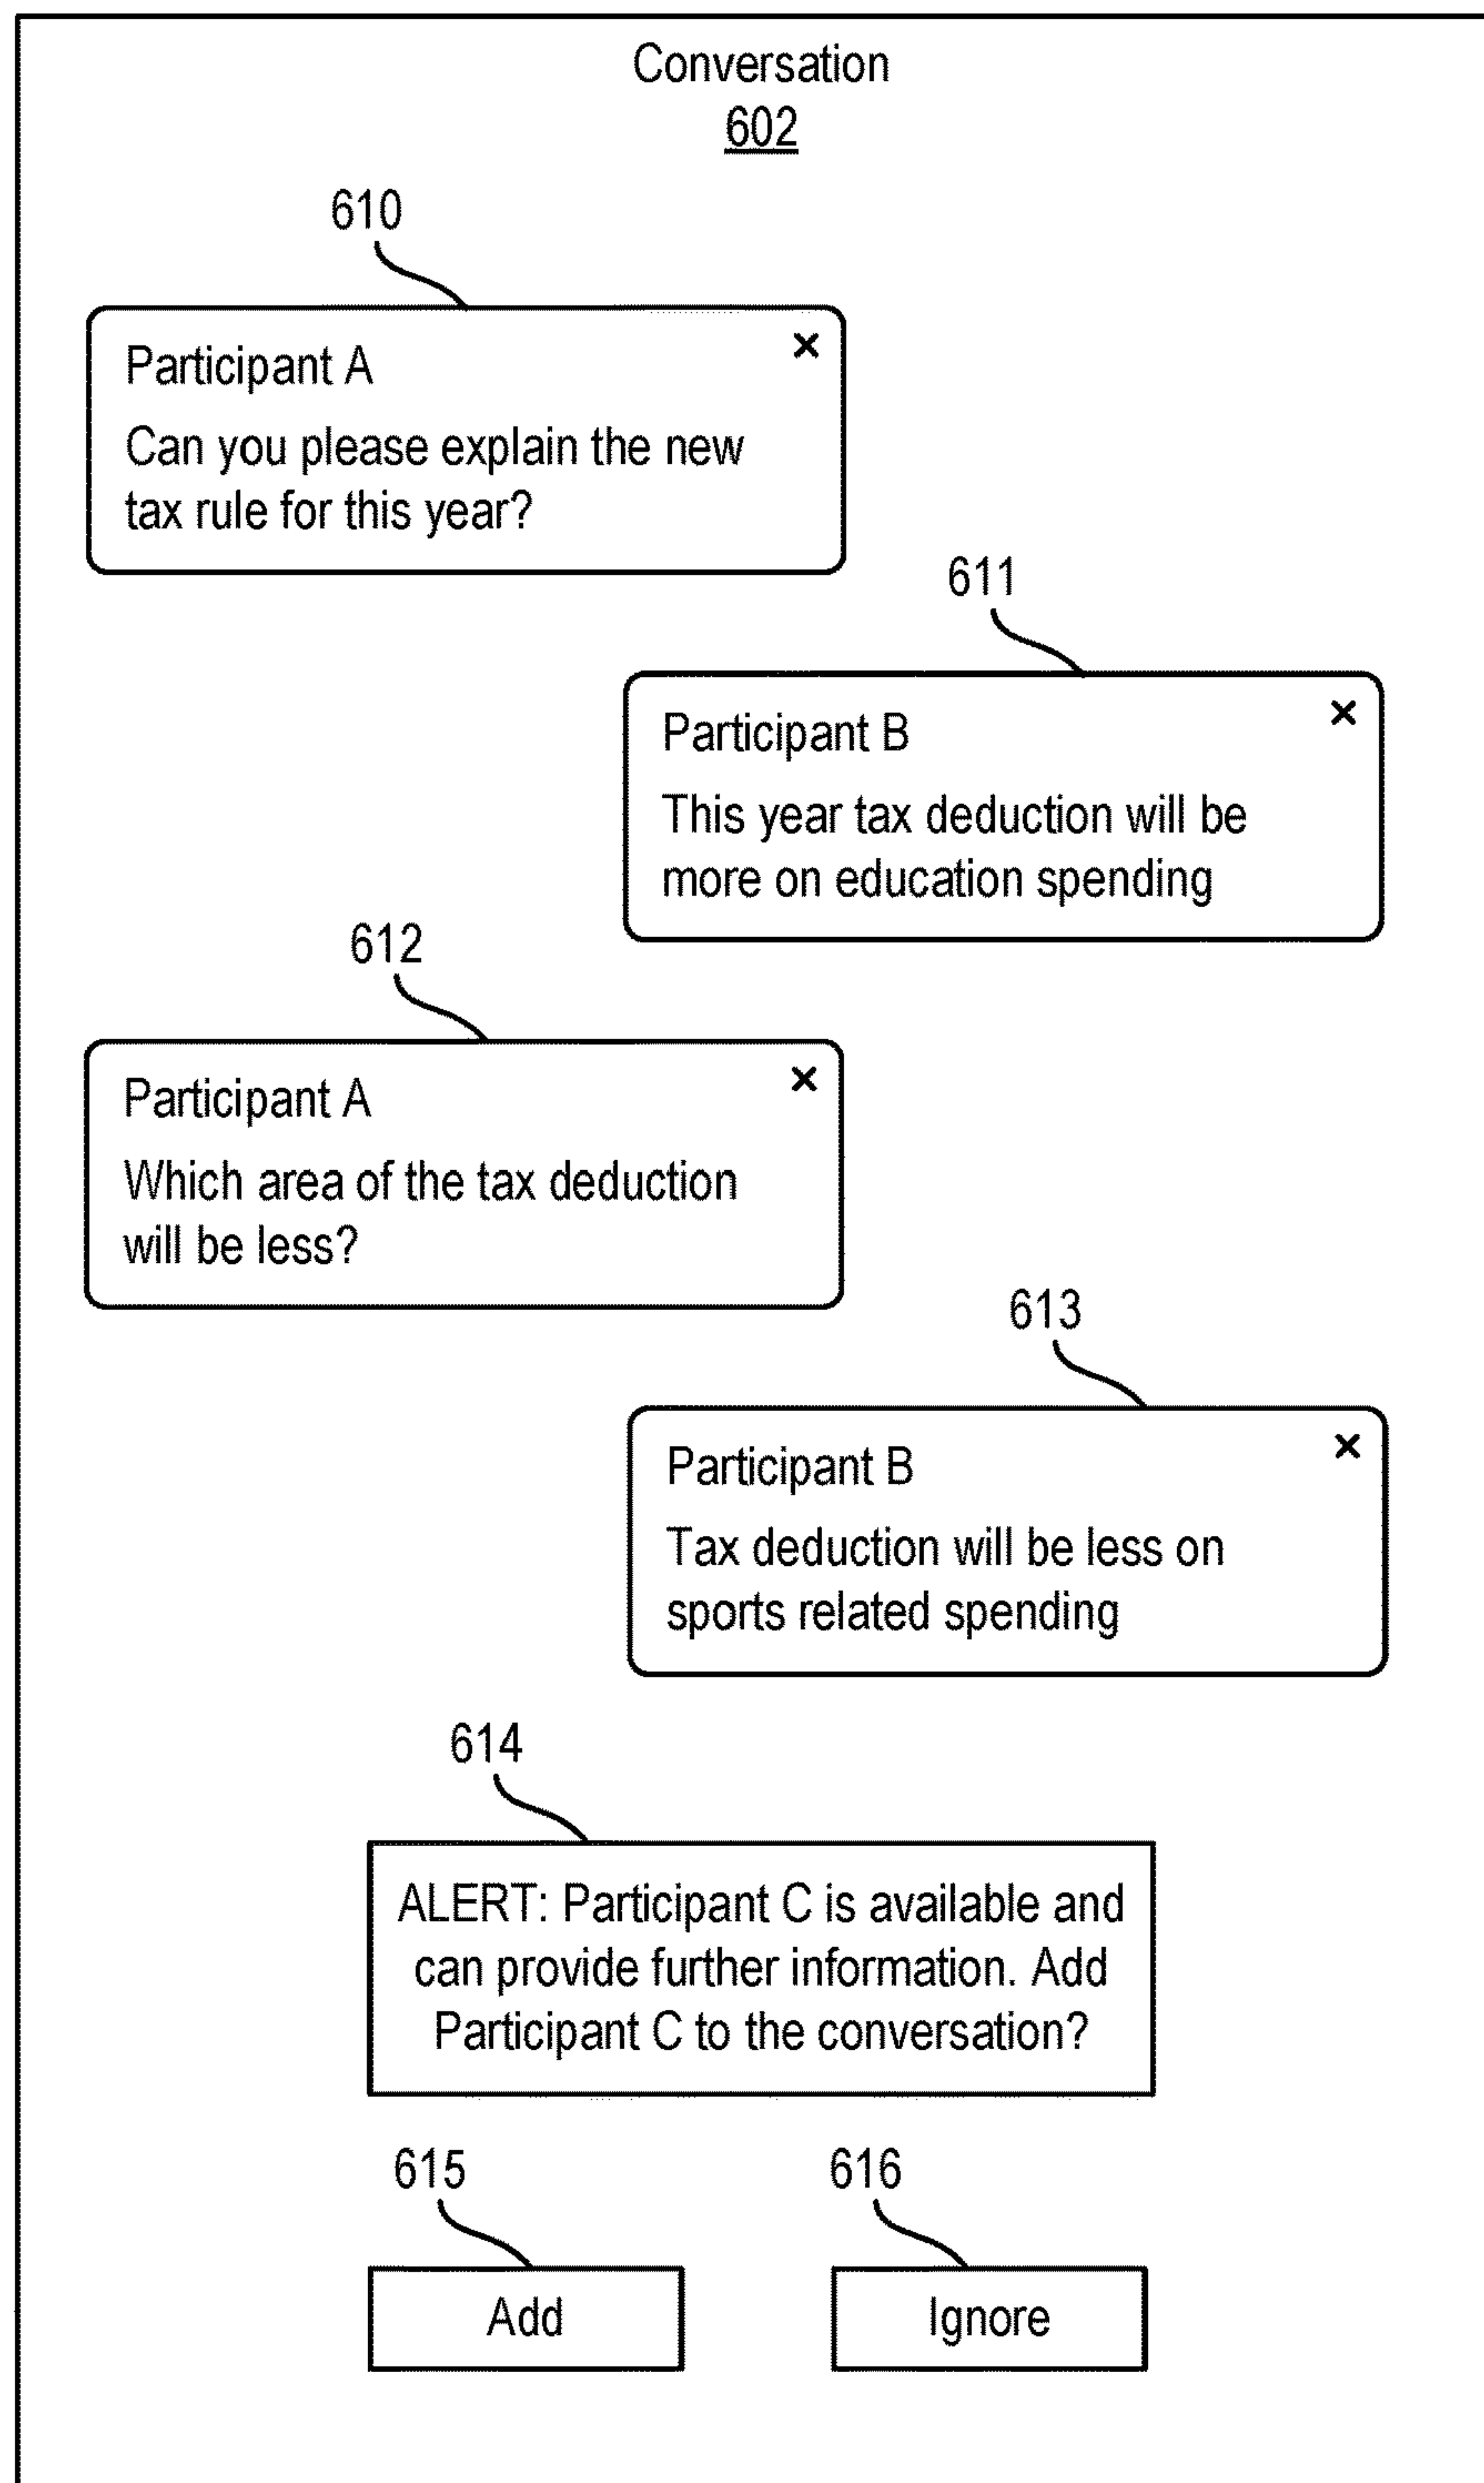 Conversation
602
610
Participant A
×
Can you please explain the new
tax rule for this year?
611
Participant B
×
This year tax deduction will be
more on education spending
612
Participant A
×
Which area of the tax deduction
will be less?
613
Participant B
×
Tax deduction will be less on
sports related spending
614
ALERT: Participant C is available and
can provide further information. Add
Participant C to the conversation?
615
616
Add
Ignore